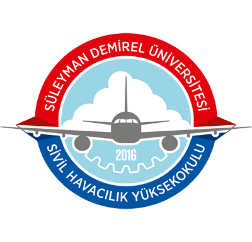 SÜLEYMAN DEMİREL ÜNİVERSİTESİ
2016
SİVİL HAVACILIK YÜKSEKOKULU